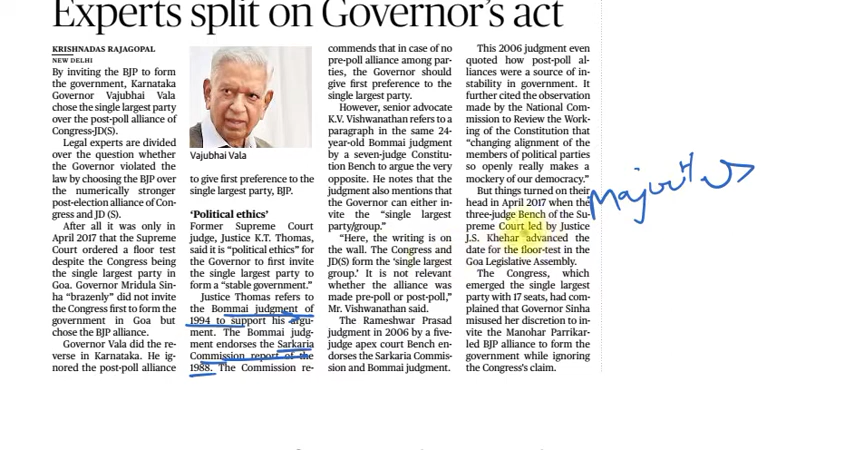 Experts split on Governor's act
KRISHNADAS RAJAGOPAL
NEW DELHI
By inviting the BJP to form
the government, Karnataka
Governor Vajubhai Vala
chose the single largest party
over the post-poll alliance of
Congress-JD(S).
Legal experts are divided
over the question whether
the Governor violated the
law by choosing the BJP over
the numerically stronger
post-election alliance of Con-
gress and JD (S).
After all it was only in
April 2017 that the Supreme
Court ordered a floor test
despite the Congress being
the single largest party in
Goa. Governor Mridula Sin-
ha "brazenly" did not invite
the Congress first to form the
government in Goa but
chose the BJP alliance.
Governor Vala did the re-
verse in Karnataka. He ig-
nored the post-poll alliance
Vajubhai Vala
to give first preference to the
single largest party, BJP.
'Political ethics'
Former Supreme Court
judge, Justice K.T. Thomas,
said it is "political ethics" for
the Governor to first invite
the single largest party to
form a "stable government."
Justice Thomas refers to
the Bommai judgment of
1994 to support his argu-
ment. The Bommai judg-
ment endorses the Sarkaria
Commission report of the
1988. The Commission re-
commends that in case of no
pre-poll alliance among par-
ties, the Governor should
give first preference to the
single largest party.
However, senior advocate
K.V. Vishwanathan refers to a
paragraph in the same 24-
year-old Bommai judgment
by a seven-judge Constitu-
tion Bench to argue the very
opposite. He notes that the
judgment also mentions that
the Governor can either in-
vite the "single largest
party/group."
"Here, the writing is on
the wall. The Congress and
JD(S) form the 'single largest
group.' It is not relevant
whether the alliance was
made pre-poll or post-poll,"
Mr. Vishwanathan said.
The Rameshwar Prasad
judgment in 2006 by a five-
judge apex court Bench en-
dorses the Sarkaria Commis-
sion and Bommai judgment.
This 2006 judgment even
quoted how post-poll al-
liances were a source of in-
stability in government. It
further cited the observation
made by the National Com-
mission to Review the Work-
ing of the Constitution that
"changing alignment of the
members of political parties
so openly really makes a
mockery of our democracy."
But things turned on their
head in April 2017 when the
three-judge Bench of the Su-
preme Court led by Justice
J.S. Khehar advanced the
date for the floor-test in the
Goa Legislative Assembly.
The Congress, which
emerged the single largest
party with 17 seats, had com-
plained that Governor Sinha
misused her discretion to in-
vite the Manohar Parrikar-
led BJP alliance to form the
government while ignoring
the Congress's claim.